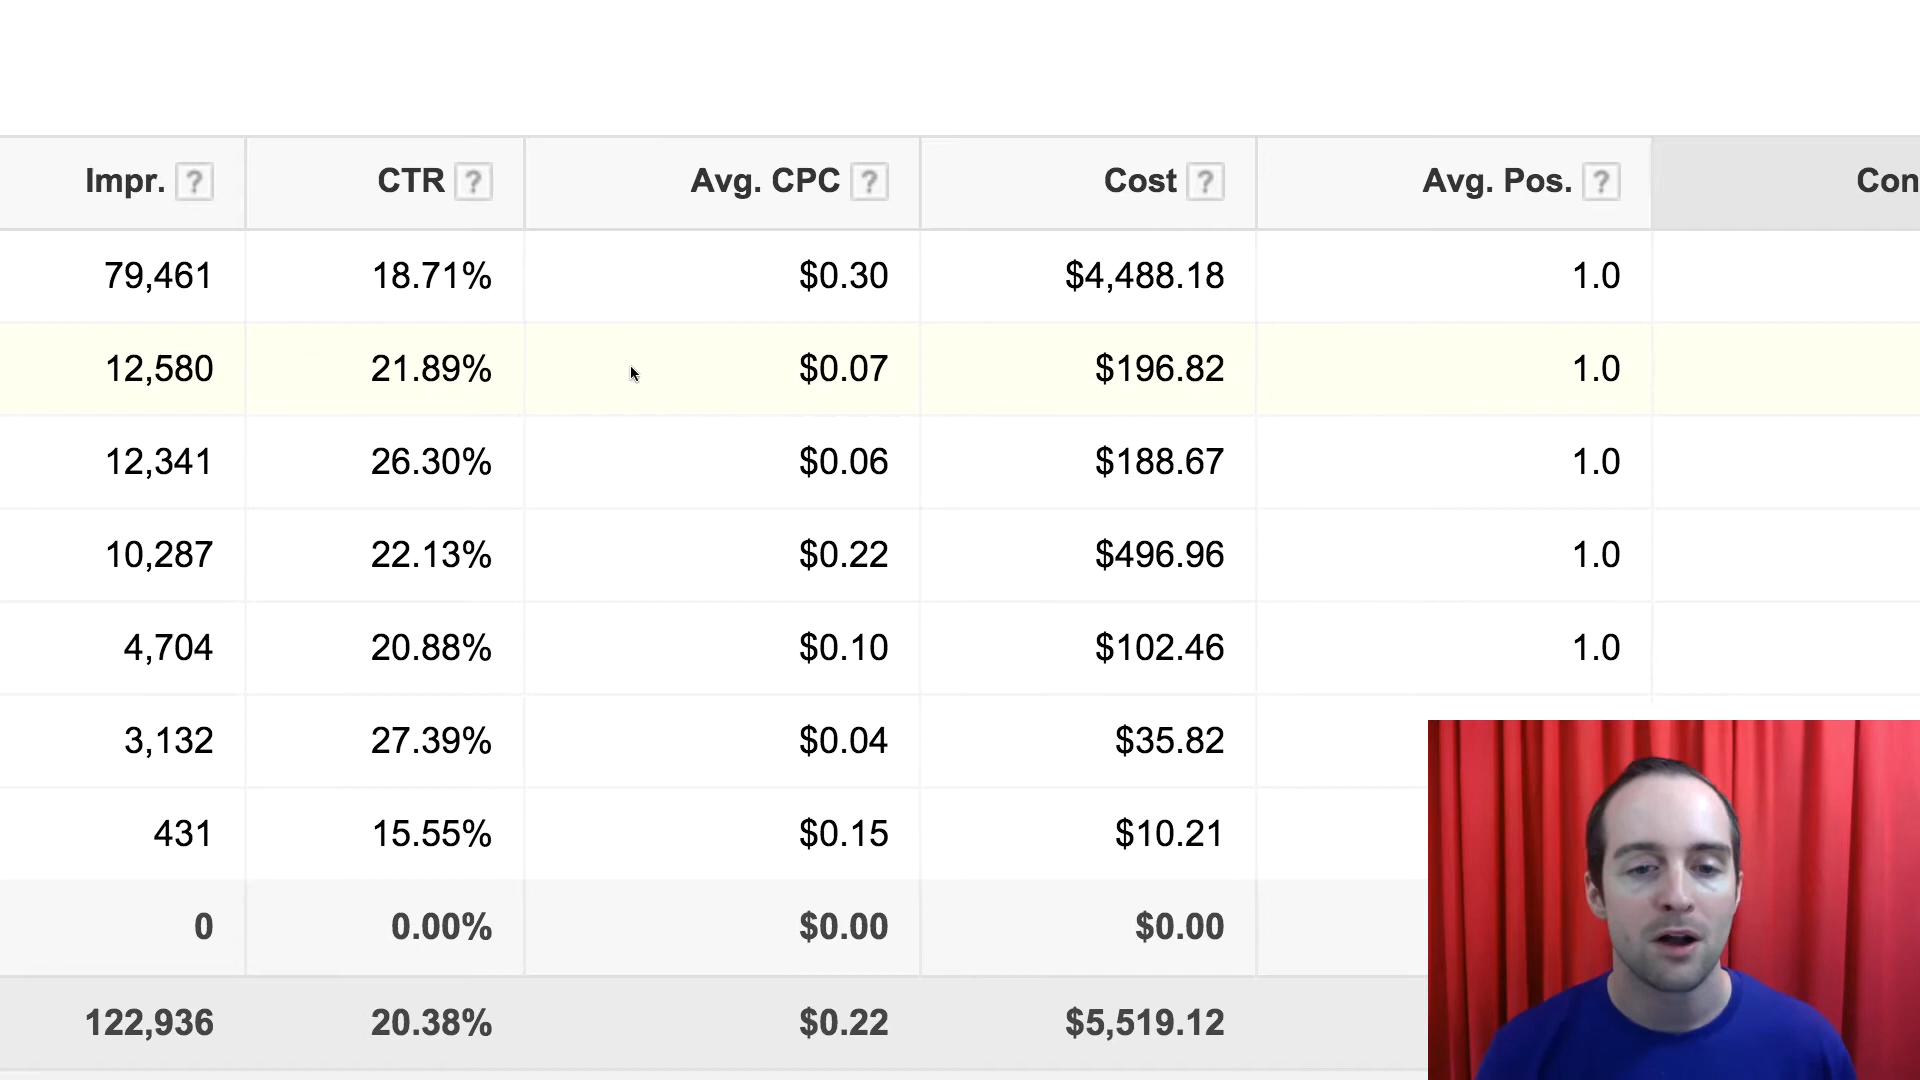 Impr. ? CTR ? Avg. CPC ? Cost ? Avg. Pos. ? Con
79,461 18.71% $0.30 $4,488.18 1.0
12,580 21.89% $0.07 $196.82 1.0
12,341 26.30% $0.06 $188.67 1.0
10,287 22.13% $0.22 $496.96 1.0
4,704 20.88% $0.10 $102.46 1.0
3,132 27.39% $0.04 $35.82
431 15.55% $0.15 $10.21
0 0.00% $0.00 $0.00
122,936 20.38% $0.22 $5,519.12